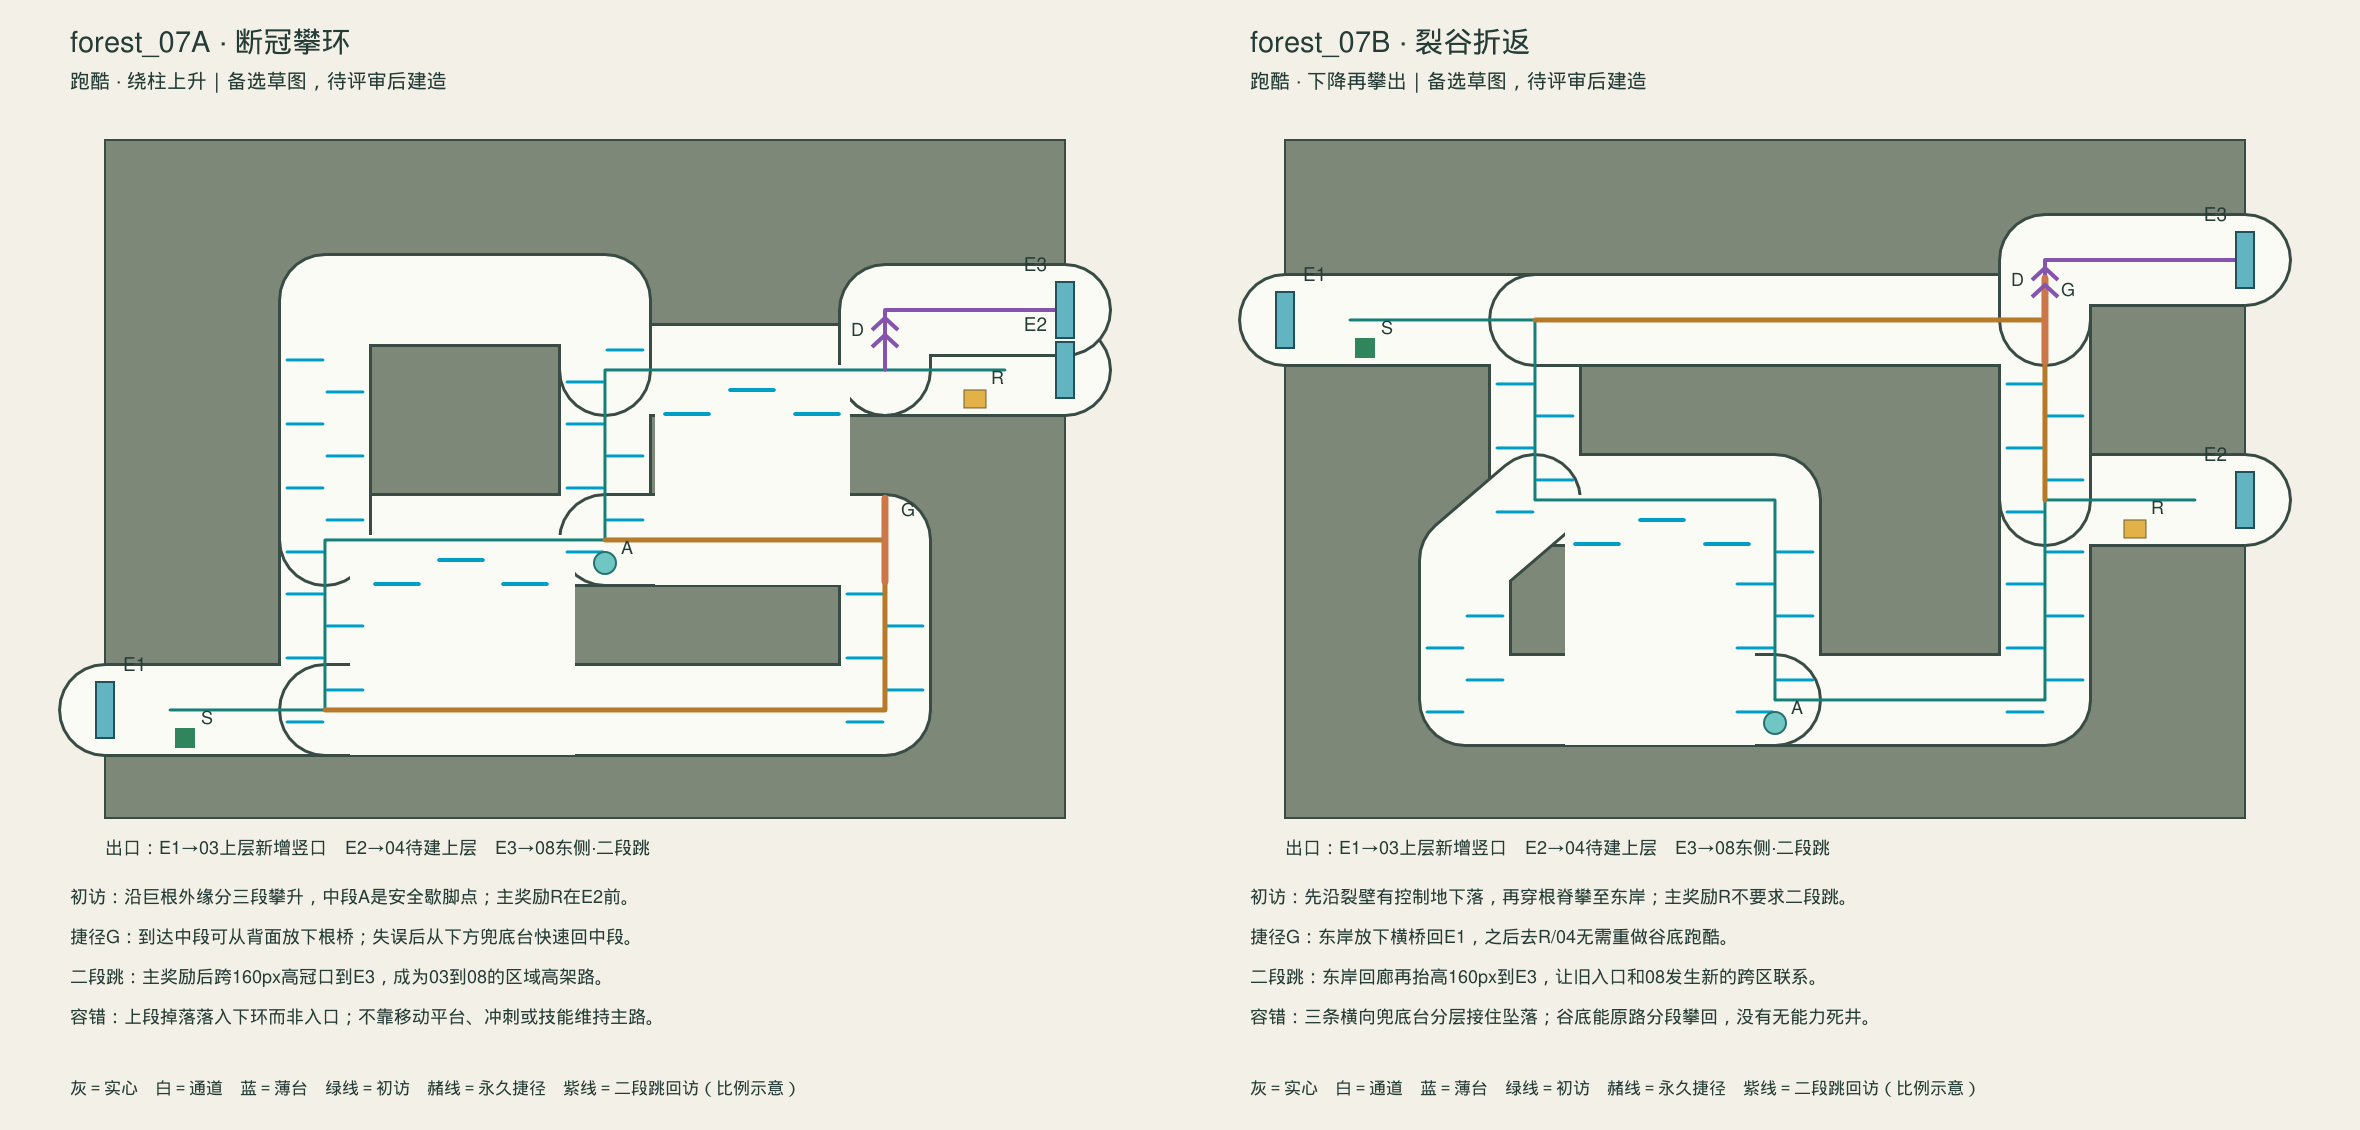 forest_07A · 断冠攀环
跑酷 · 绕柱上升｜备选草图，待评审后建造
E3
E2
D
R
G
A
E1
S
出口：E1→03上层新增竖口　E2→04待建上层　E3→08东侧·二段跳
初访：沿巨根外缘分三段攀升，中段A是安全歇脚点；主奖励R在E2前。
捷径G：到达中段可从背面放下根桥；失误后从下方兜底台快速回中段。
二段跳：主奖励后跨160px高冠口到E3，成为03到08的区域高架路。
容错：上段掉落落入下环而非入口；不靠移动平台、冲刺或技能维持主路。
灰＝实心　白＝通道　蓝＝薄台　绿线＝初访　赭线＝永久捷径　紫线＝二段跳回访（比例示意）
forest_07B · 裂谷折返
跑酷 · 下降再攀出｜备选草图，待评审后建造
E3
E1
D
G
S
E2
R
A
出口：E1→03上层新增竖口　E2→04待建上层　E3→08东侧·二段跳
初访：先沿裂壁有控制地下落，再穿根脊攀至东岸；主奖励R不要求二段跳。
捷径G：东岸放下横桥回E1，之后去R/04无需重做谷底跑酷。
二段跳：东岸回廊再抬高160px到E3，让旧入口和08发生新的跨区联系。
容错：三条横向兜底台分层接住坠落；谷底能原路分段攀回，没有无能力死井。
灰＝实心　白＝通道　蓝＝薄台　绿线＝初访　赭线＝永久捷径　紫线＝二段跳回访（比例示意）